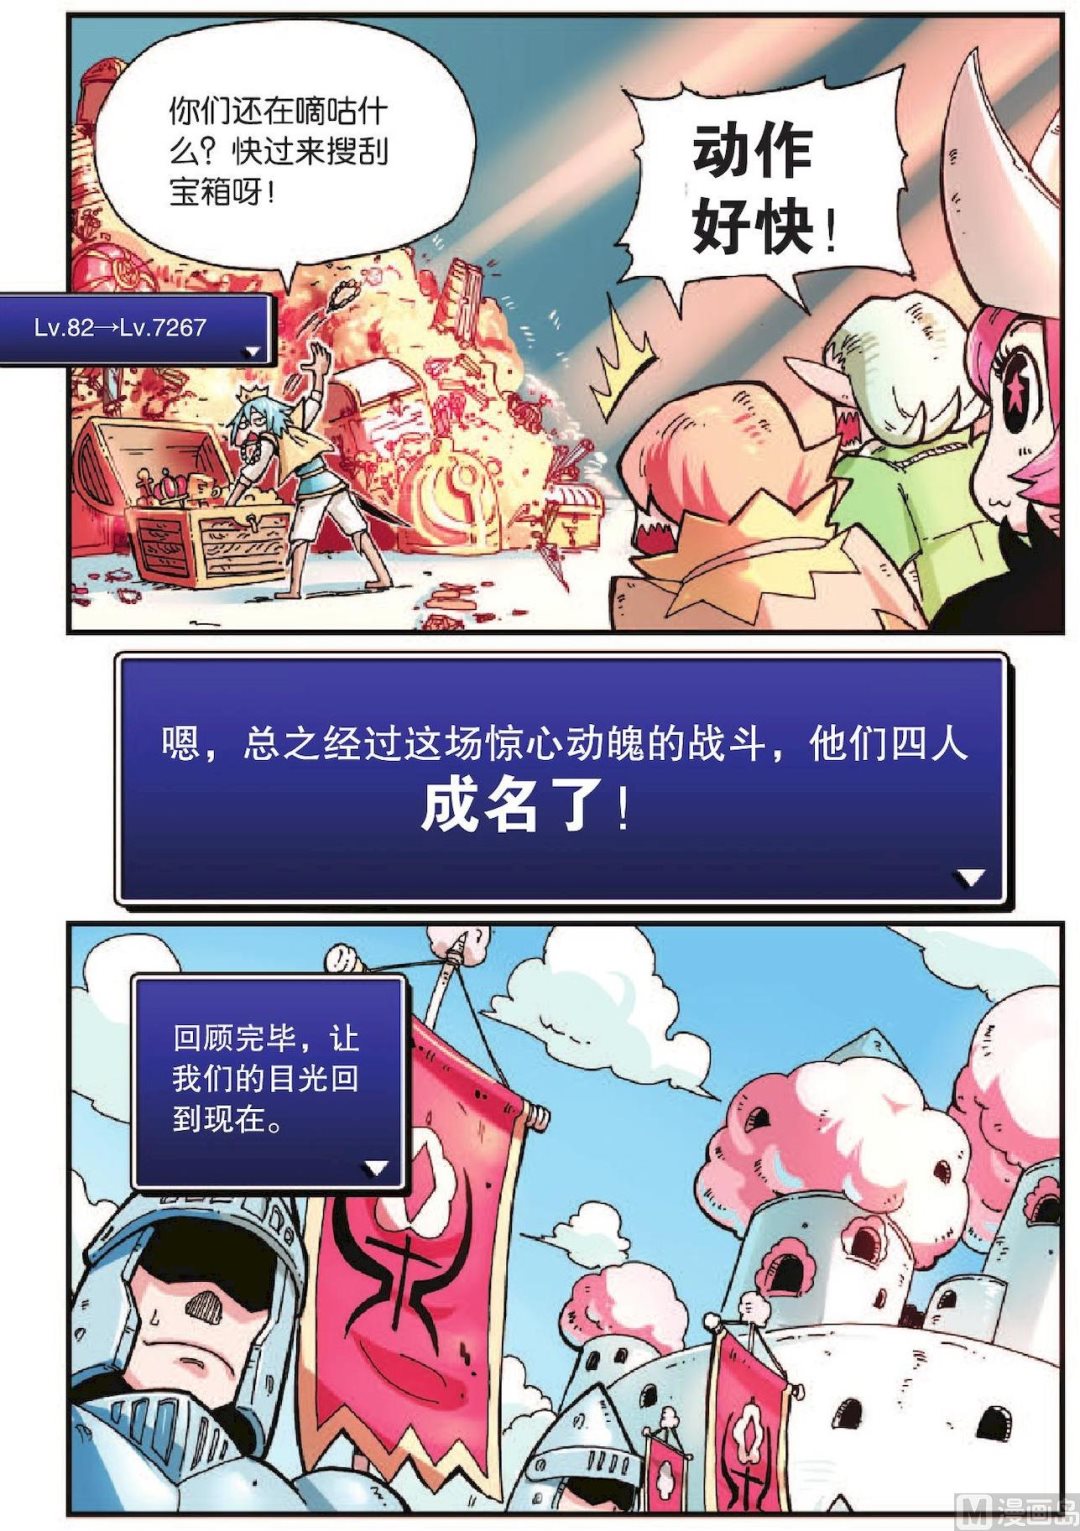 你们还在嘀咕什
么？快过来搜刮
宝箱呀！
动作
好快！
Lv.82→Lv.7267
嗯，总之经过这场惊心动魄的战斗，他们四人
成名了！
回顾完毕，让
我们的目光回
到现在。
M 漫画岛